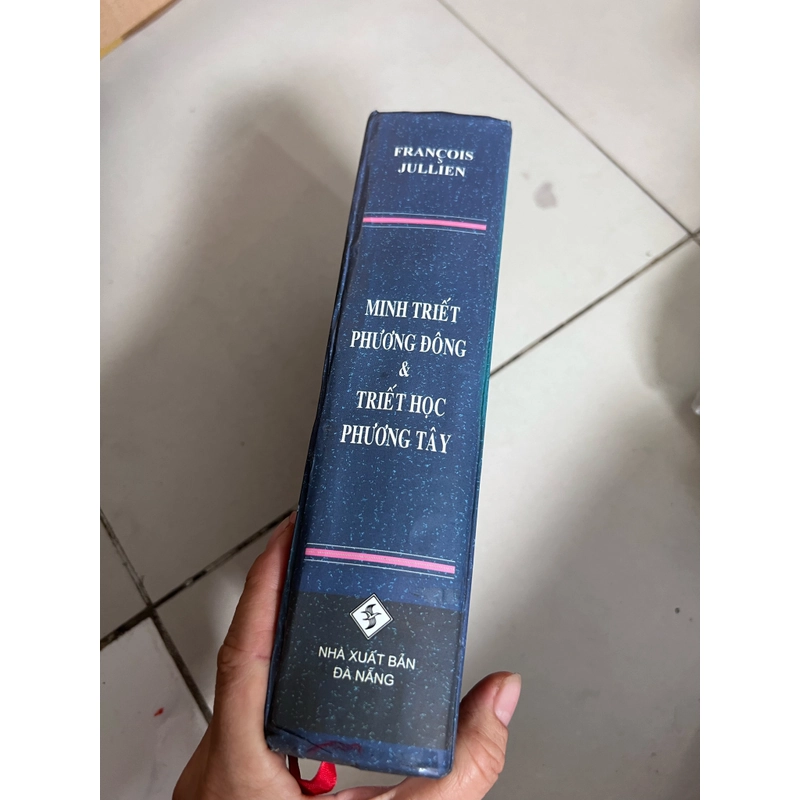 FRANÇOIS
JULLIEN
MINH TRIẾT
PHƯƠNG ĐÔNG
&
TRIẾT HỌC
PHƯƠNG TÂY
NHÀ XUẤT BẢN
ĐÀ NẴNG